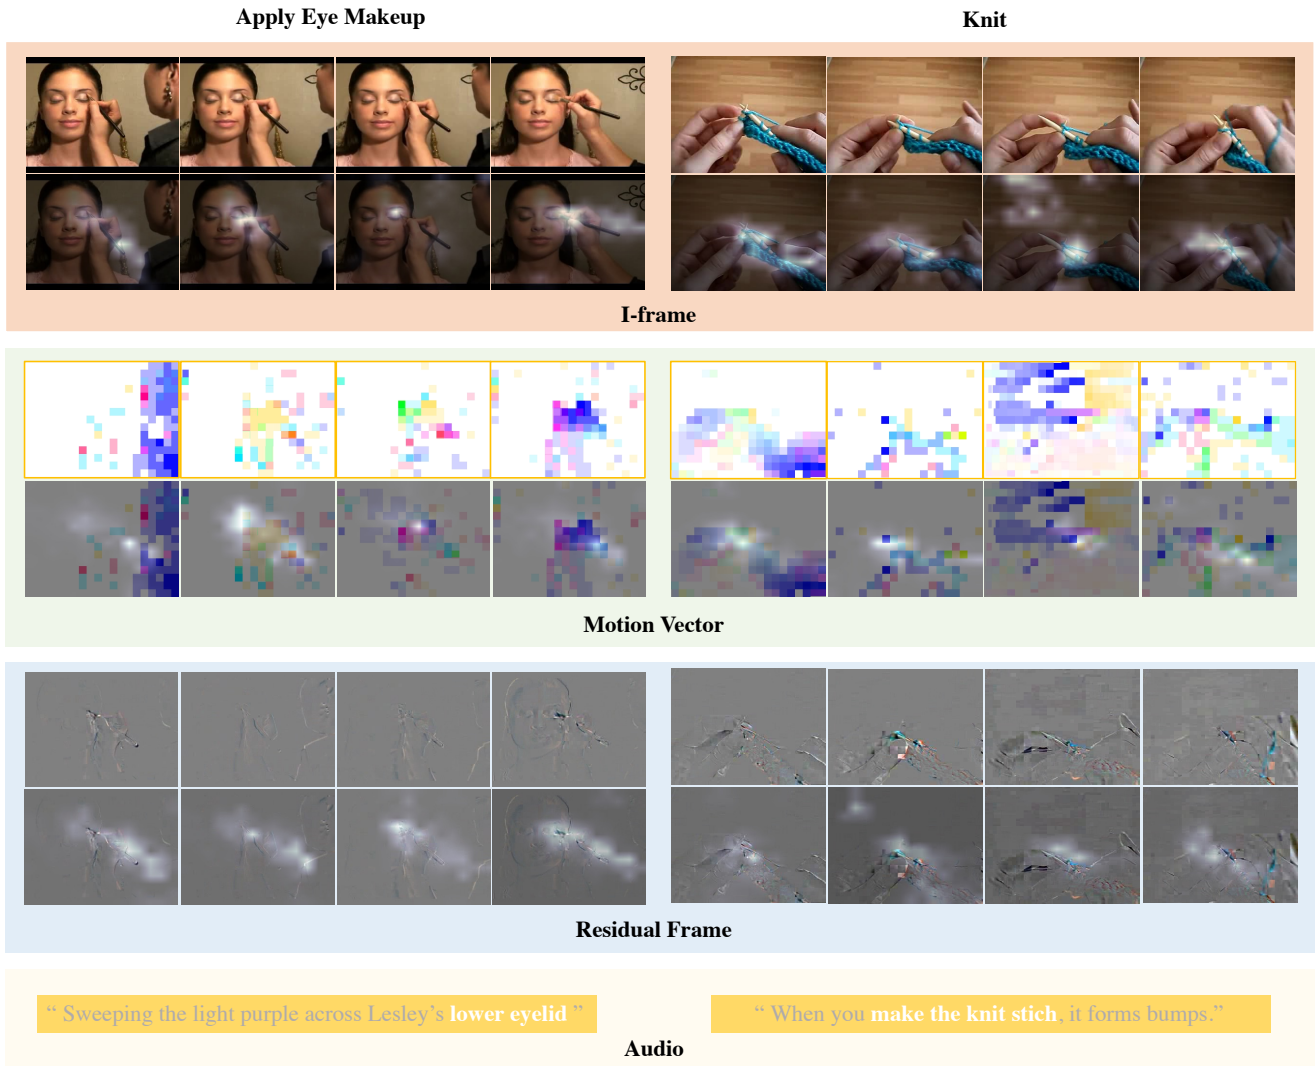 Apply Eye Makeup
Knit
I-frame
Motion Vector
Residual Frame
“ Sweeping the light purple across Lesley’s lower eyelid ”
“ When you make the knit stich, it forms bumps.”
Audio